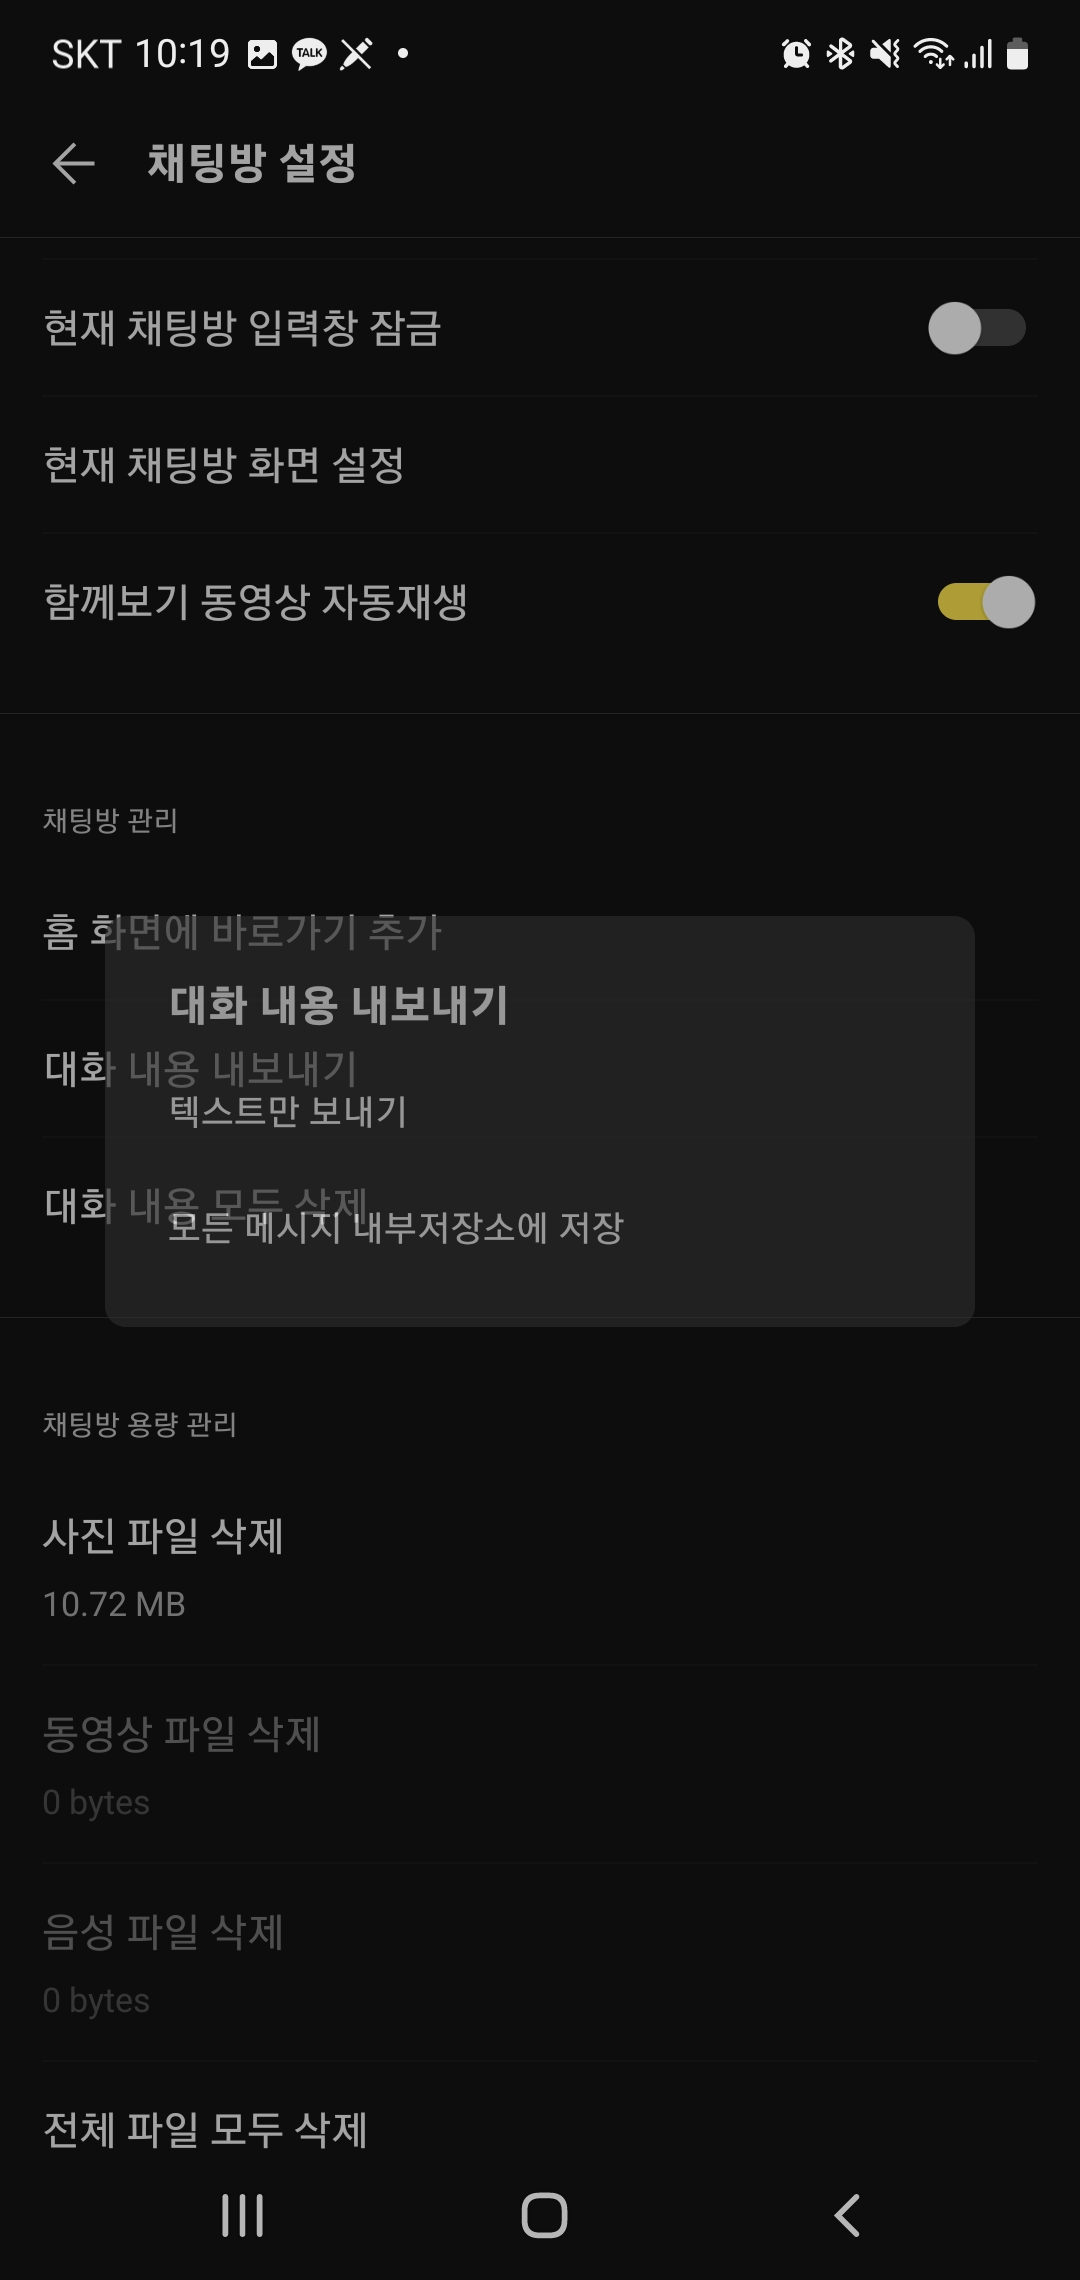 SKT 10:19 TALK
채팅방 설정
현재 채팅방 입력창 잠금
현재 채팅방 화면 설정
함께보기 동영상 자동재생
채팅방 관리
홈 화면에 바로가기 추가
대화 내용 내보내기
대화 내용 내보내기
텍스트만 보내기
대화 내용 모두 삭제
모든 메시지 내부저장소에 저장
채팅방 용량 관리
사진 파일 삭제
10.72 MB
동영상 파일 삭제
0 bytes
음성 파일 삭제
0 bytes
전체 파일 모두 삭제